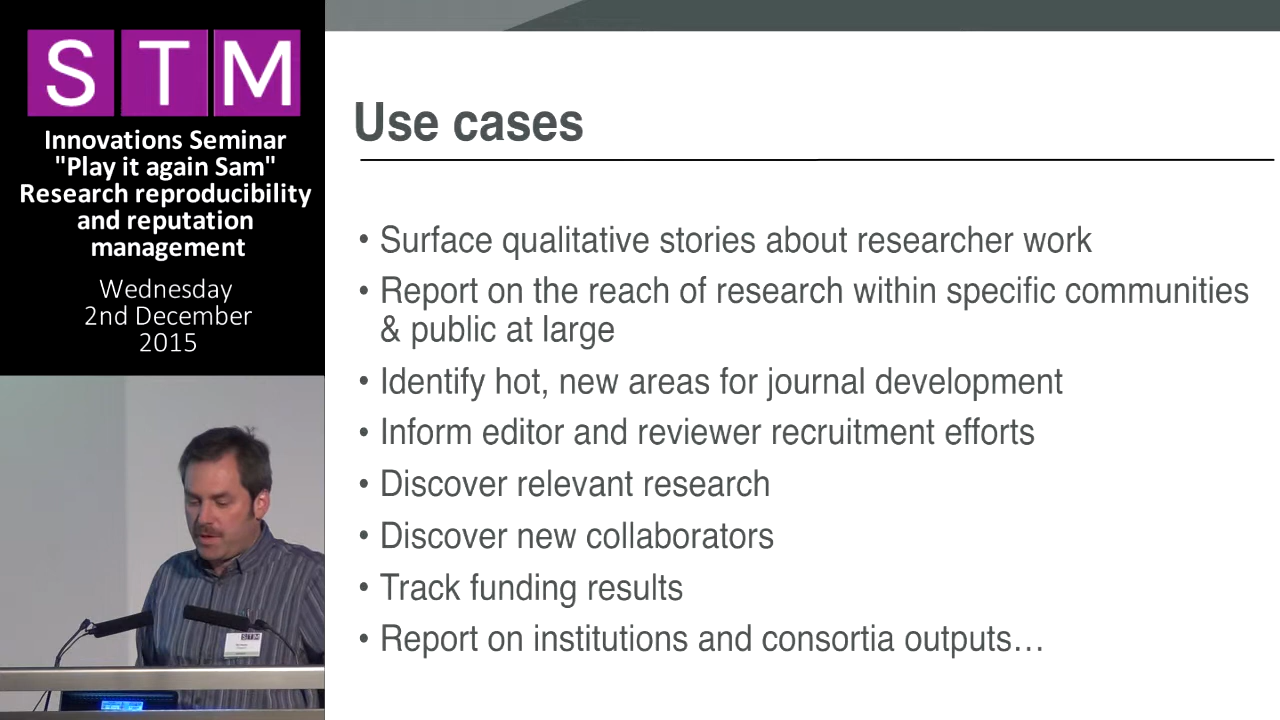 STM
Innovations Seminar
"Play it again Sam"
Research reproducibility
and reputation
management
Wednesday
2nd December
2015
Use cases
• Surface qualitative stories about researcher work
• Report on the reach of research within specific communities
& public at large
• Identify hot, new areas for journal development
• Inform editor and reviewer recruitment efforts
• Discover relevant research
• Discover new collaborators
• Track funding results
• Report on institutions and consortia outputs…
STM